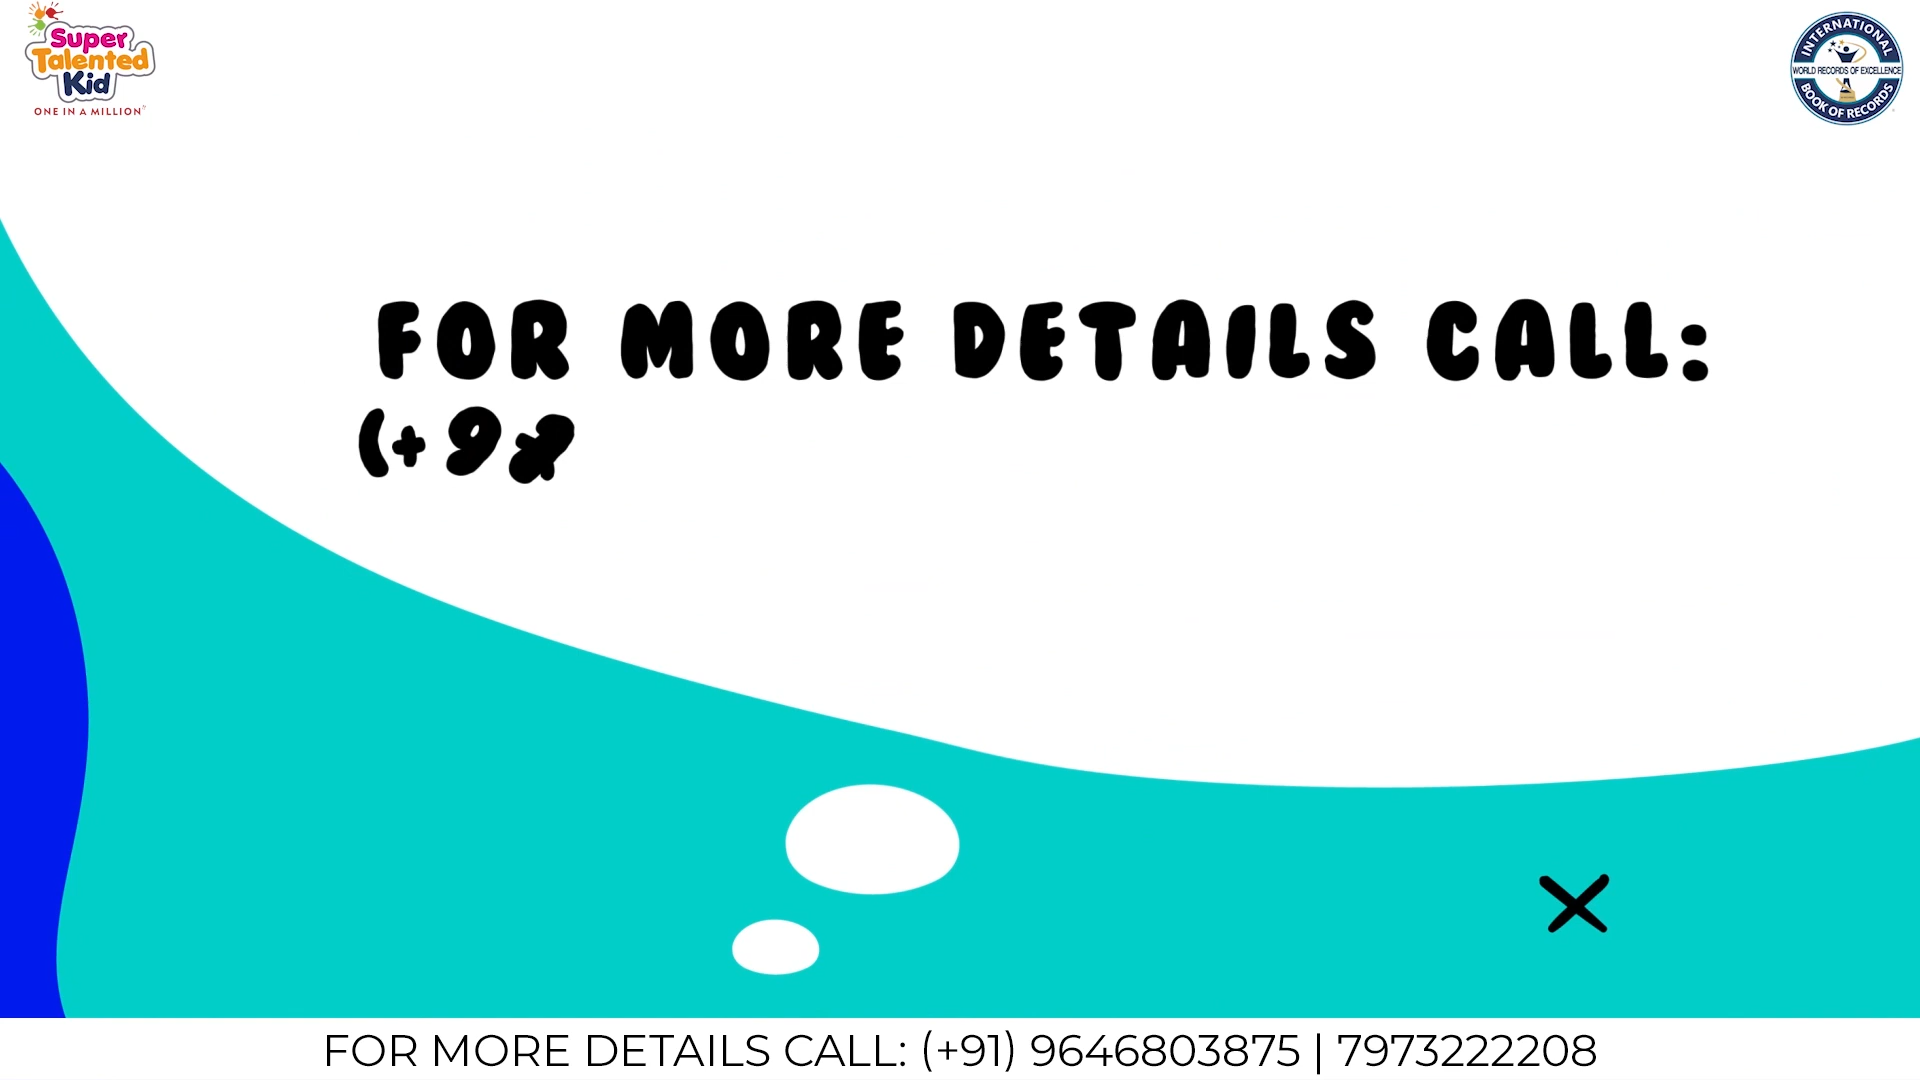 Super
Talented
Kid
ONE IN A MILLION
INTERNATIONAL
WORLD RECORDS OF EXCELLENCE
BOOK OF RECORDS
FOR MORE DETAILS CALL:
(+9
FOR MORE DETAILS CALL: (+91) 9646803875 | 7973222208